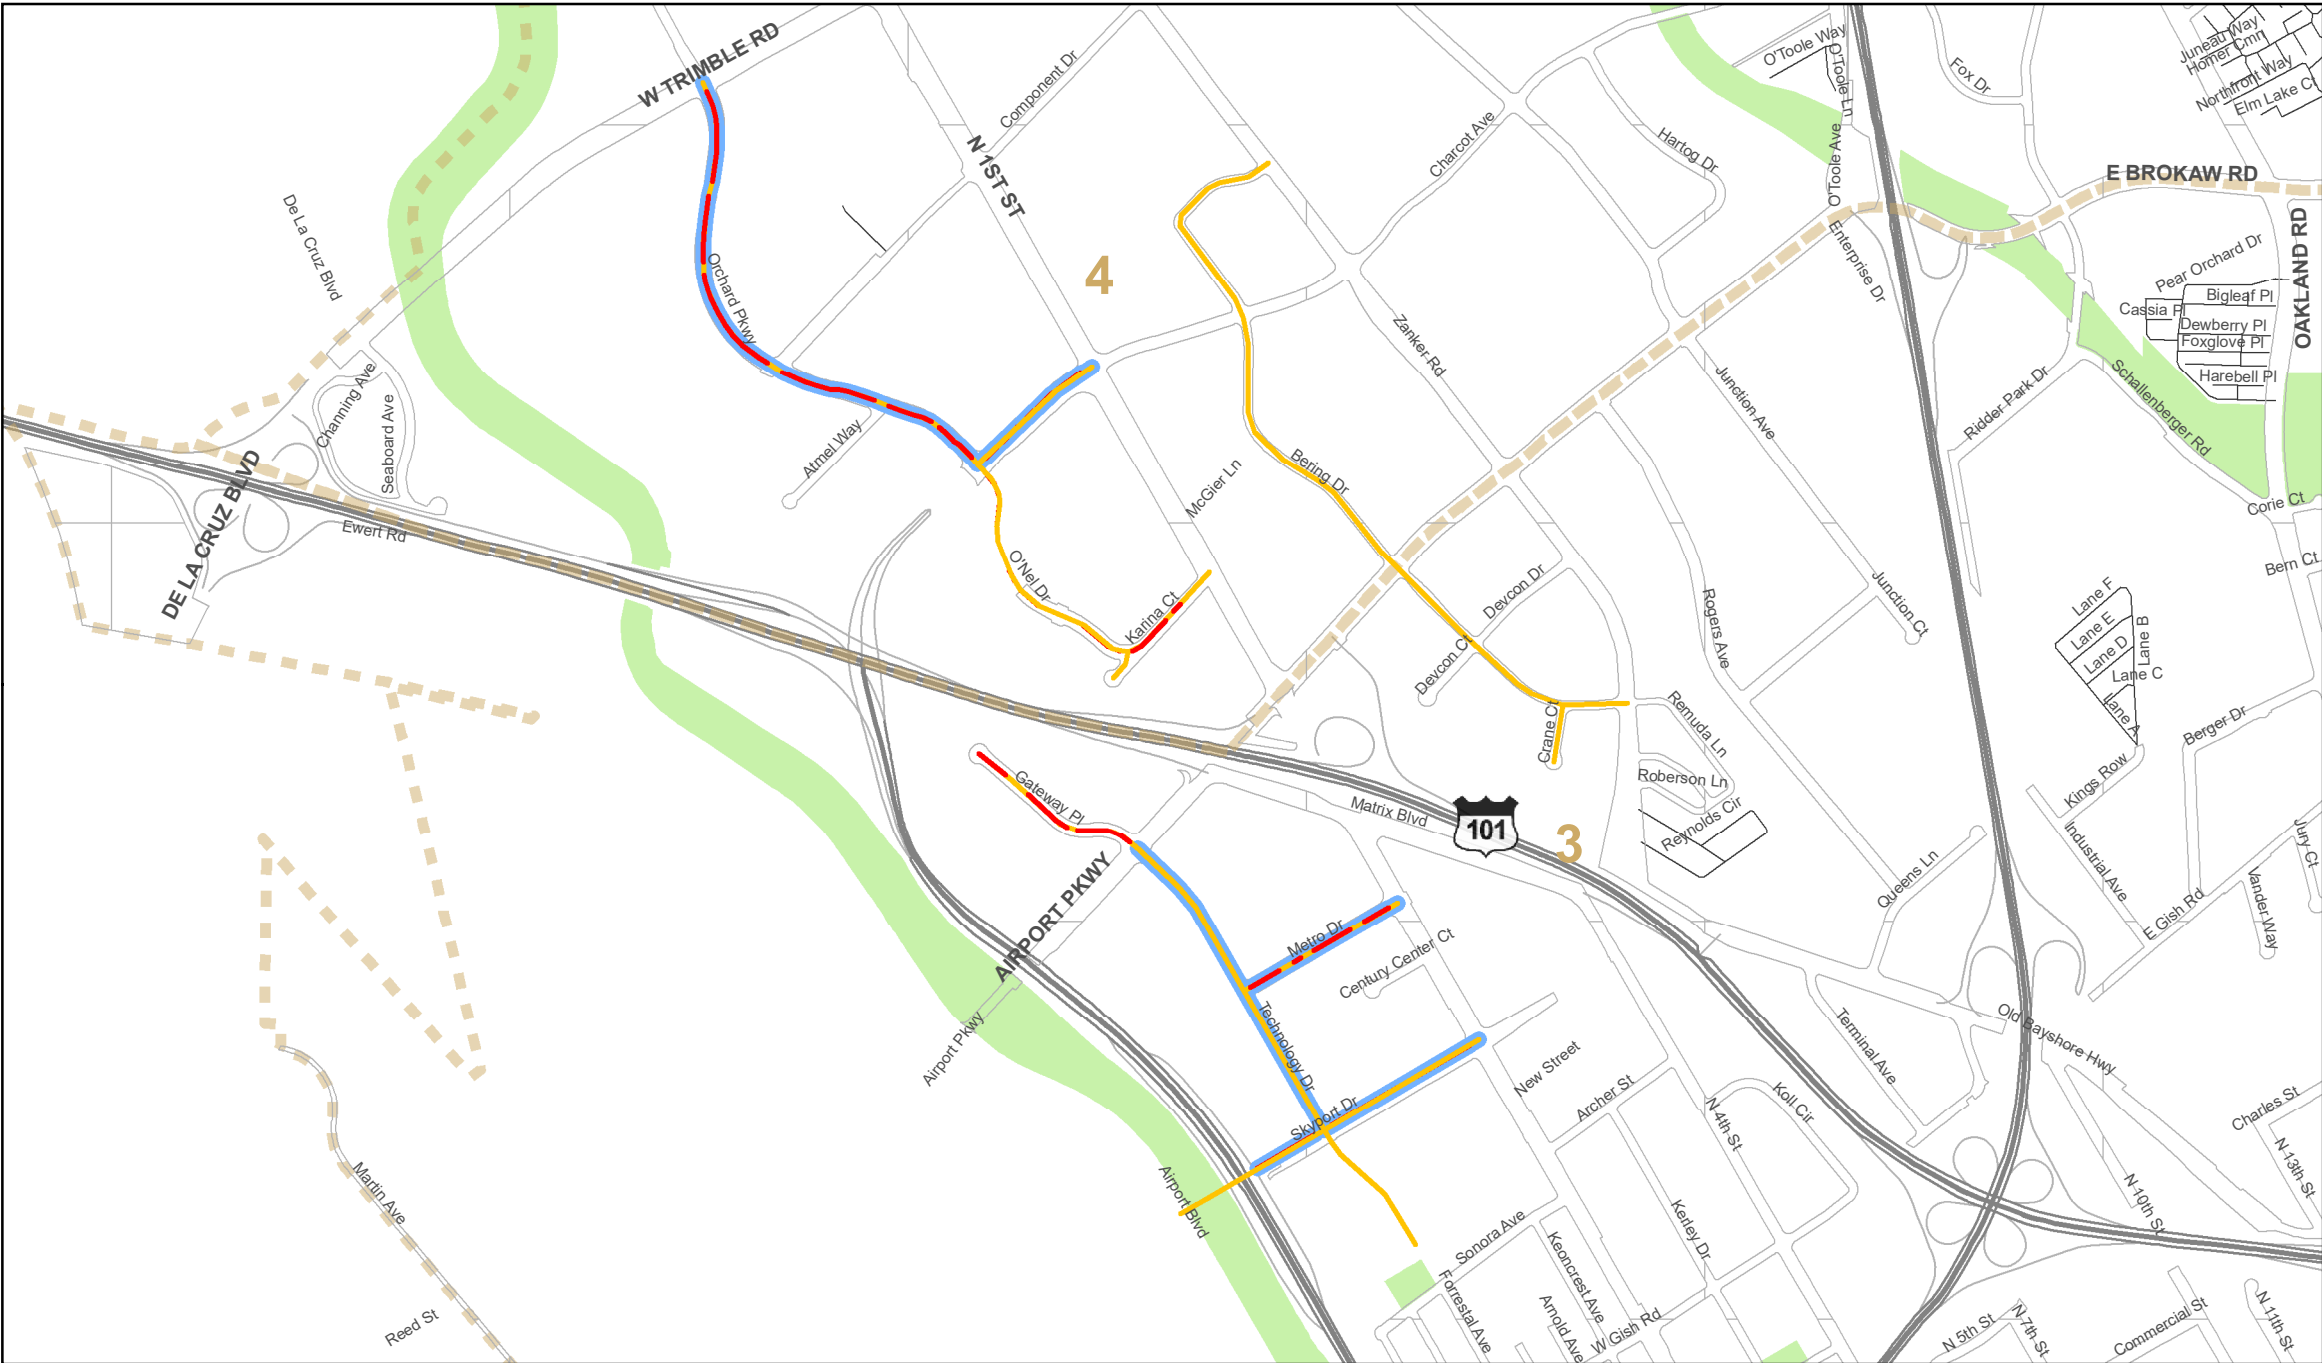 W TRIMBLE RD
Component Dr
N 1ST ST
Charcot Ave
O'Toole Way
O'Toole Ln
O'Toole Ave
Hartog Dr
Fox Dr
Juneau Way
Homer Cmn
Northfront Way
Elm Lake Ct
E BROKAW RD
OAKLAND RD
De La Cruz Blvd
Orchard Pkwy
4
Zanker Rd
Enterprise Dr
Pear Orchard Dr
Bigleaf Pl
Cassia Pl
Dewberry Pl
Foxglove Pl
Harebell Pl
Channing Ave
Seaboard Ave
Atmel Way
McGier Ln
Bering Dr
Junction Ave
Ridder Park Dr
Schallenberger Rd
Corie Ct
Bern Ct
DE LA CRUZ BLVD
Ewert Rd
O'Nel Dr
Karina Ct
Devcon Dr
Devcon Ct
Rogers Ave
Junction Ct
Lane F
Lane E
Lane D
Lane B
Lane C
Lane A
Crane Ct
Remuda Ln
Roberson Ln
Reynolds Cir
Berger Dr
Kings Row
Gateway Pl
Matrix Blvd
101
3
Queens Ln
Industrial Ave
Jury Ct
Vander Way
E Gish Rd
AIRPORT PKWY
Airport Pkwy
Metro Dr
Century Center Ct
Technology Dr
Skyport Dr
New Street
Archer St
N 4th St
Koll Cir
Terminal Ave
Old Bayshore Hwy
Charles St
N 13th St
N 10th St
Martin Ave
Airport Blvd
Sonora Ave
Keoncrest Ave
Kerley Dr
Forrestal Ave
Arnold Ave
W Gish Rd
Reed St
N 5th St
N 7th St
Commercial St
N 11th St